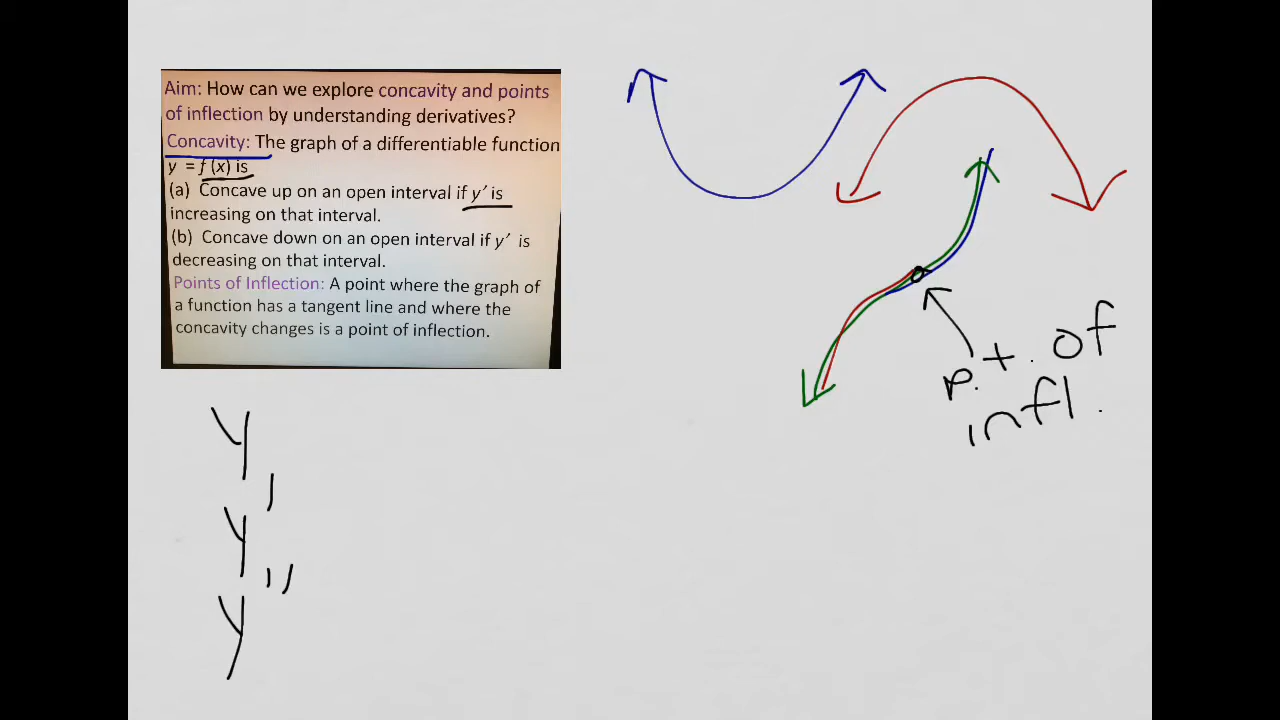 Aim: How can we explore concavity and points
of inflection by understanding derivatives?
Concavity: The graph of a differentiable function
y = f (x) is
(a) Concave up on an open interval if y′ is
increasing on that interval.
(b) Concave down on an open interval if y′ is
decreasing on that interval.
Points of Inflection: A point where the graph of
a function has a tangent line and where the
concavity changes is a point of inflection.
p.t. of
infl.
y
y'
y''